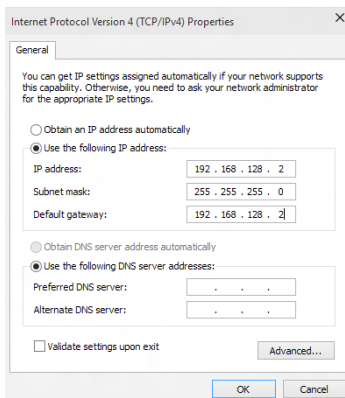 Internet Protocol Version 4 (TCP/IPv4) Properties
General
You can get IP settings assigned automatically if your network supports
this capability. Otherwise, you need to ask your network administrator
for the appropriate IP settings.
Obtain an IP address automatically
Use the following IP address:
IP address: 192 . 168 . 128 . 2
Subnet mask: 255 . 255 . 255 . 0
Default gateway: 192 . 168 . 128 . 2
Obtain DNS server address automatically
Use the following DNS server addresses:
Preferred DNS server: . . .
Alternate DNS server: . . .
Validate settings upon exit
Advanced...
OK Cancel